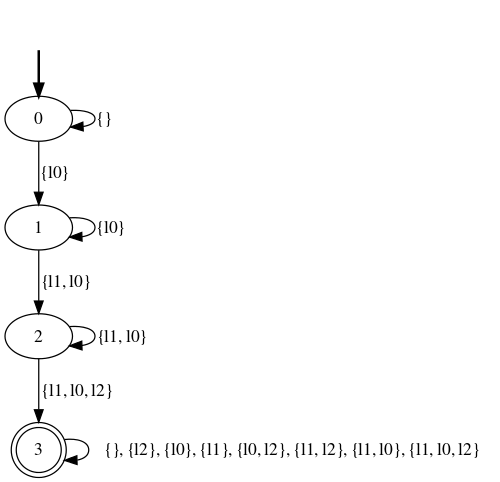 0
{}
{l0}
1
{l0}
{l1, l0}
2
{l1, l0}
{l1, l0, l2}
3
{}, {l2}, {l0}, {l1}, {l0, l2}, {l1, l2}, {l1, l0}, {l1, l0, l2}